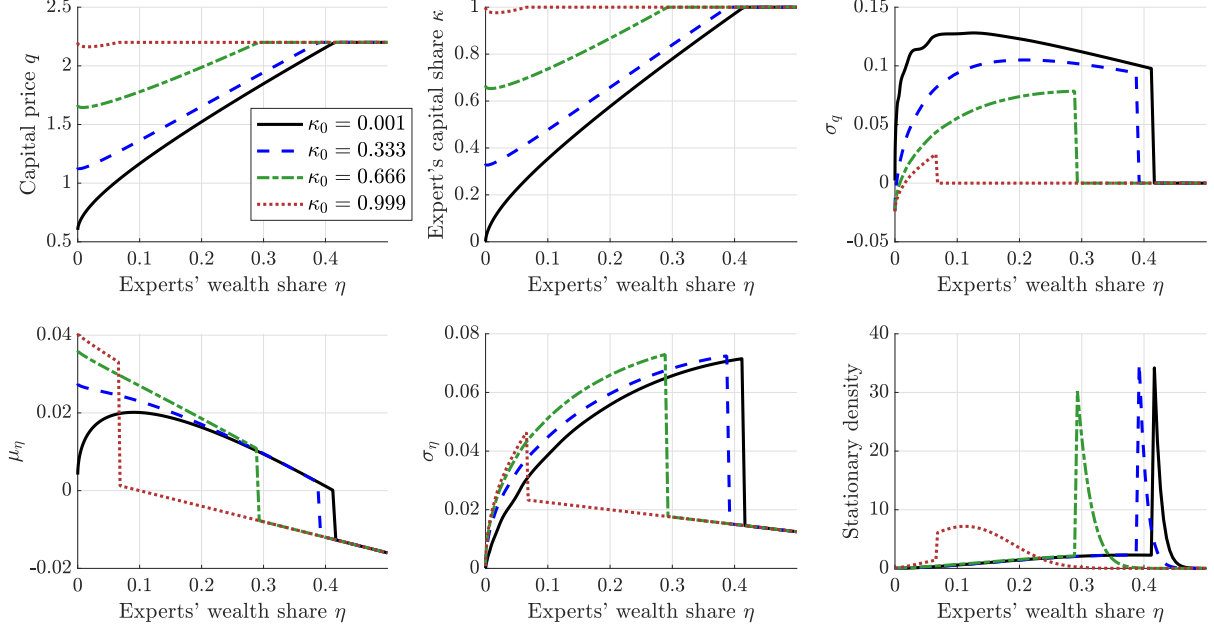 2.5
2
1.5
1
0.5
0 0.1 0.2 0.3 0.4
Capital price q
Experts' wealth share η
κ₀ = 0.001
κ₀ = 0.333
κ₀ = 0.666
κ₀ = 0.999
1
0.8
0.6
0.4
0.2
0
0 0.1 0.2 0.3 0.4
Expert's capital share κ
Experts' wealth share η
0.15
0.1
0.05
0
-0.05
0 0.1 0.2 0.3 0.4
σ_q
Experts' wealth share η
0.04
0.02
0
-0.02
0 0.1 0.2 0.3 0.4
μ_η
Experts' wealth share η
0.08
0.06
0.04
0.02
0
0 0.1 0.2 0.3 0.4
σ_η
Experts' wealth share η
40
30
20
10
0
0 0.1 0.2 0.3 0.4
Stationary density
Experts' wealth share η